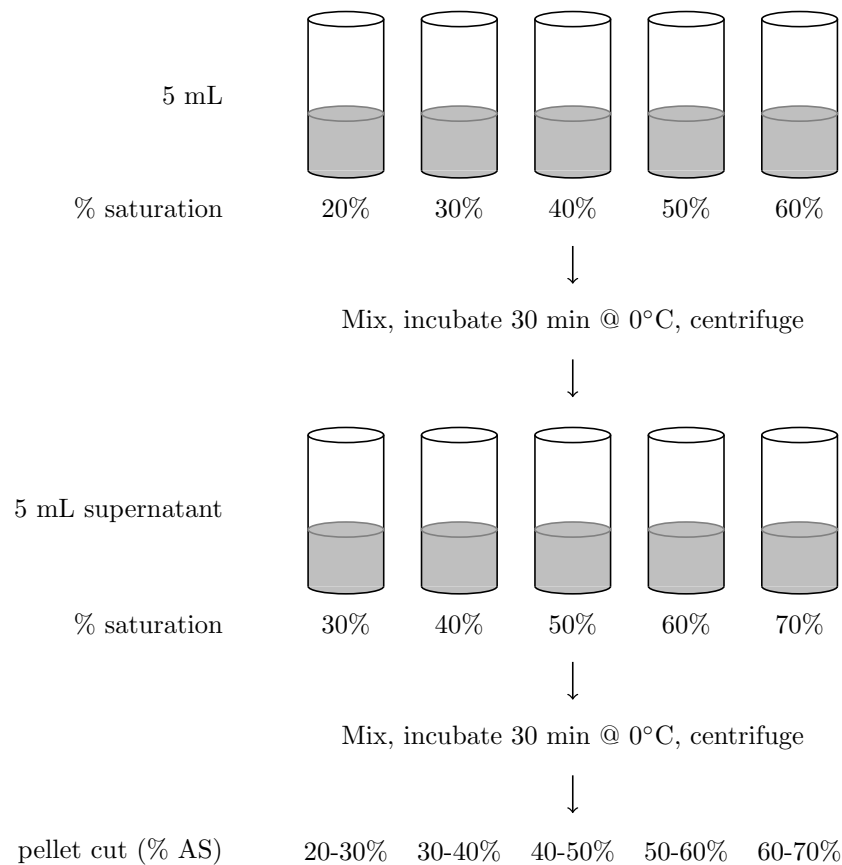 5 mL
% saturation 20% 30% 40% 50% 60%
Mix, incubate 30 min @ 0°C, centrifuge
5 mL supernatant
% saturation 30% 40% 50% 60% 70%
Mix, incubate 30 min @ 0°C, centrifuge
pellet cut (% AS) 20-30% 30-40% 40-50% 50-60% 60-70%